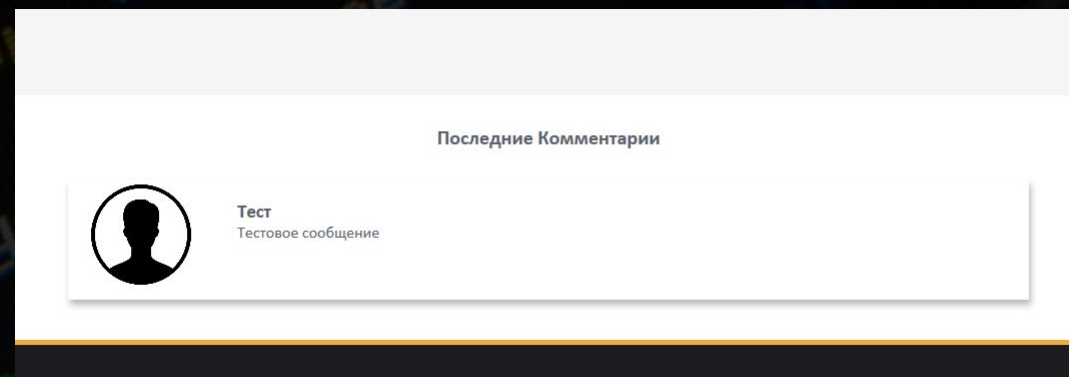 Последние Комментарии
Тест
Тестовое сообщение